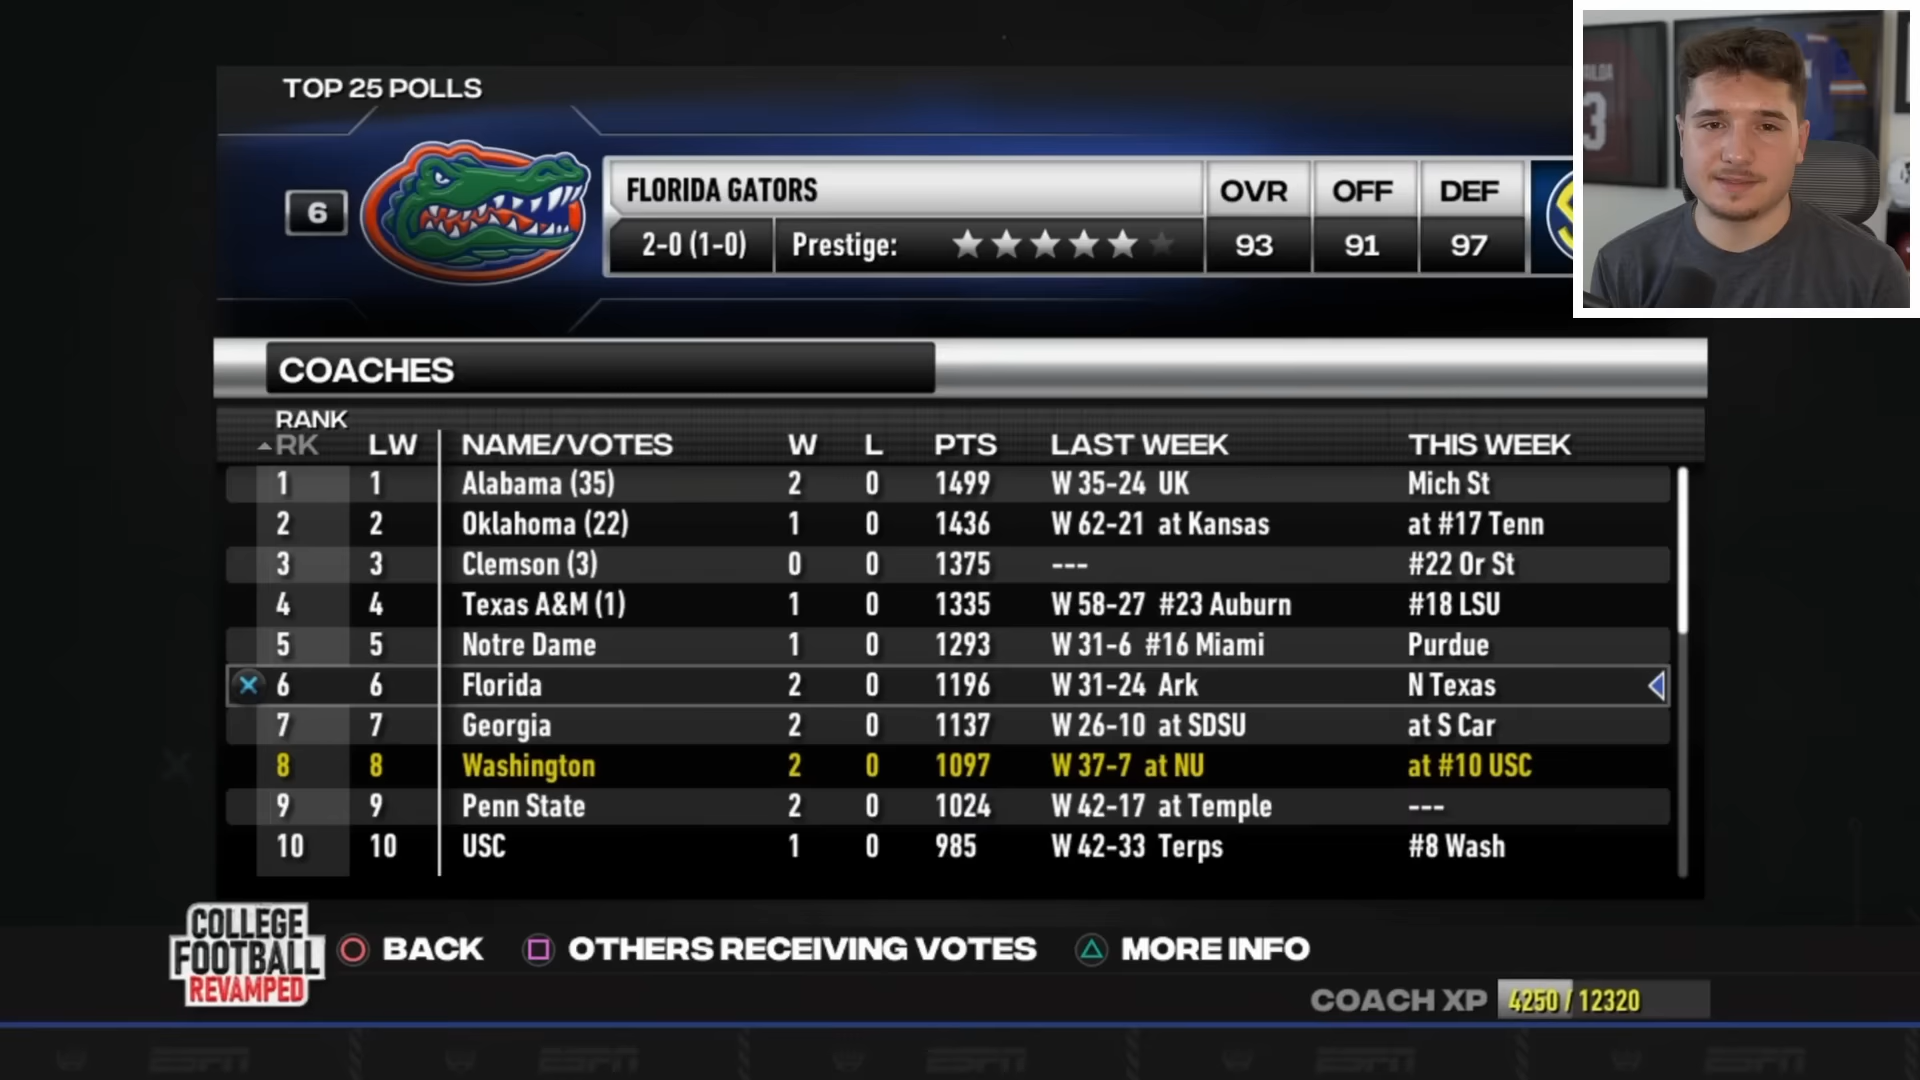 TOP 25 POLLS
6
FLORIDA GATORS OVR OFF DEF
2-0 (1-0) Prestige: 93 91 97
COACHES
RANK
RK LW NAME/VOTES W L PTS LAST WEEK THIS WEEK
1 1 Alabama (35) 2 0 1499 W 35-24 UK Mich St
2 2 Oklahoma (22) 1 0 1436 W 62-21 at Kansas at #17 Tenn
3 3 Clemson (3) 0 0 1375 --- #22 Or St
4 4 Texas A&M (1) 1 0 1335 W 58-27 #23 Auburn #18 LSU
5 5 Notre Dame 1 0 1293 W 31-6 #16 Miami Purdue
6 6 Florida 2 0 1196 W 31-24 Ark N Texas
7 7 Georgia 2 0 1137 W 26-10 at SDSU at S Car
8 8 Washington 2 0 1097 W 37-7 at NU at #10 USC
9 9 Penn State 2 0 1024 W 42-17 at Temple ---
10 10 USC 1 0 985 W 42-33 Terps #8 Wash
COLLEGE
FOOTBALL
REVAMPED
BACK OTHERS RECEIVING VOTES MORE INFO
COACH XP 4250 / 12320
ESPN ESPN ESPN ESPN ESPN
3